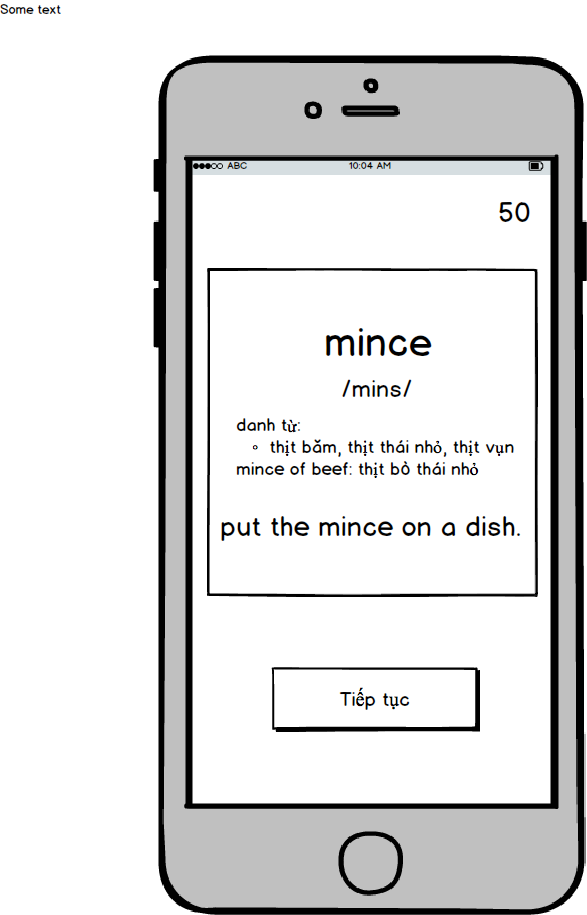 Some text
ABC 10:04 AM
50
mince
/mins/
danh từ:
thịt băm, thịt thái nhỏ, thịt vụn
mince of beef: thịt bò thái nhỏ
put the mince on a dish.
Tiếp tục